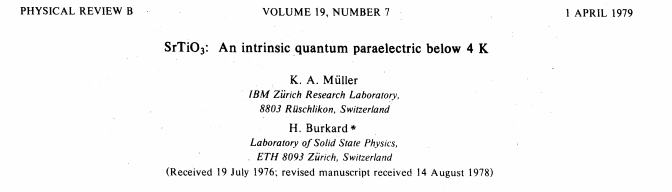 PHYSICAL REVIEW B VOLUME 19, NUMBER 7 1 APRIL 1979
SrTiO₃: An intrinsic quantum paraelectric below 4 K
K. A. Müller
IBM Zürich Research Laboratory,
8803 Rüschlikon, Switzerland
H. Burkard*
Laboratory of Solid State Physics,
ETH 8093 Zürich, Switzerland
(Received 19 July 1976; revised manuscript received 14 August 1978)